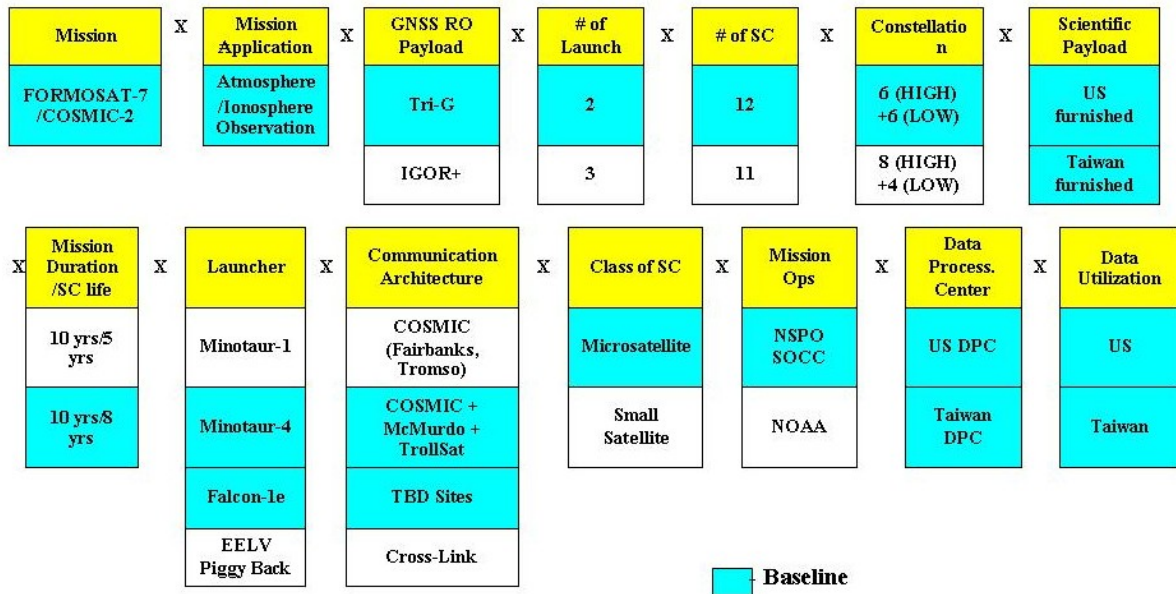 Mission
X
Mission
Application
X
GNSS RO
Payload
X
# of
Launch
X
# of SC
X
Constellatio
n
X
Scientific
Payload
FORMOSAT-7
/COSMIC-2
Atmosphere
/Ionosphere
Observation
Tri-G
2
12
6 (HIGH)
+6 (LOW)
US
furnished
IGOR+
3
11
8 (HIGH)
+4 (LOW)
Taiwan
furnished
X
Mission
Duration
/SC life
X
Launcher
X
Communication
Architecture
X
Class of SC
X
Mission
Ops
X
Data
Process.
Center
X
Data
Utilization
10 yrs/5
yrs
Minotaur-1
COSMIC
(Fairbanks,
Tromso)
Microsatellite
NSPO
SOCC
US DPC
US
10 yrs/8
yrs
Minotaur-4
COSMIC +
McMurdo +
TrollSat
Small
Satellite
NOAA
Taiwan
DPC
Taiwan
Falcon-1e
TBD Sites
EELV
Piggy Back
Cross-Link
- Baseline